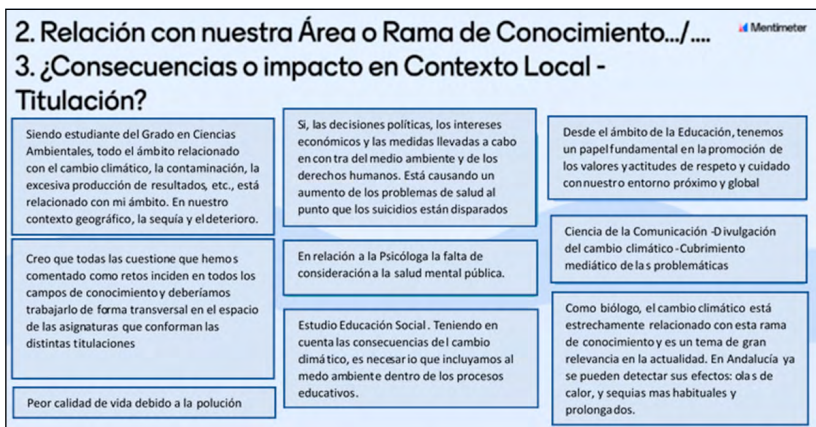 2. Relación con nuestra Área o Rama de Conocimiento.../....
Mentimeter
3. ¿Consecuencias o impacto en Contexto Local -
Titulación?
Siendo estudiante del Grado en Ciencias
Ambientales, todo el ámbito relacionado
con el cambio climático, la contaminación, la
excesiva producción de resultados, etc., está
relacionado con mi ámbito. En nuestro
contexto geográfico, la sequía y el deterioro.
Creo que todas las cuestione que hemos
comentado como retos inciden en todos los
campos de conocimiento y deberíamos
trabajarlo de forma transversal en el espacio
de las asignaturas que conforman las
distintas titulaciones
Peor calidad de vida debido a la polución
Si, las decisiones políticas, los intereses
económicos y las medidas llevadas a cabo
en contra del medio ambiente y de los
derechos humanos. Está causando un
aumento de los problemas de salud al
punto que los suicidios están disparados
En relación a la Psicóloga la falta de
consideración a la salud mental pública.
Estudio Educación Social. Teniendo en
cuenta las consecuencias del cambio
climático, es necesario que incluyamos al
medo ambiente dentro de los procesos
educativos.
Desde el ámbito de la Educación, tenemos
un papel fundamental en la promoción de
los valores y actitudes de respeto y cuidado
con nuestro entorno próximo y global
Ciencia de la Comunicación -Divulgación
del cambio climático -Cubrimiento
mediático de las problemáticas
Como biólogo, el cambio climático está
estrechamente relacionado con esta rama
de conocimiento y es un tema de gran
relevancia en la actualidad. En Andalucía ya
se pueden detectar sus efectos: olas de
calor, y sequias mas habituales y
prolongados.